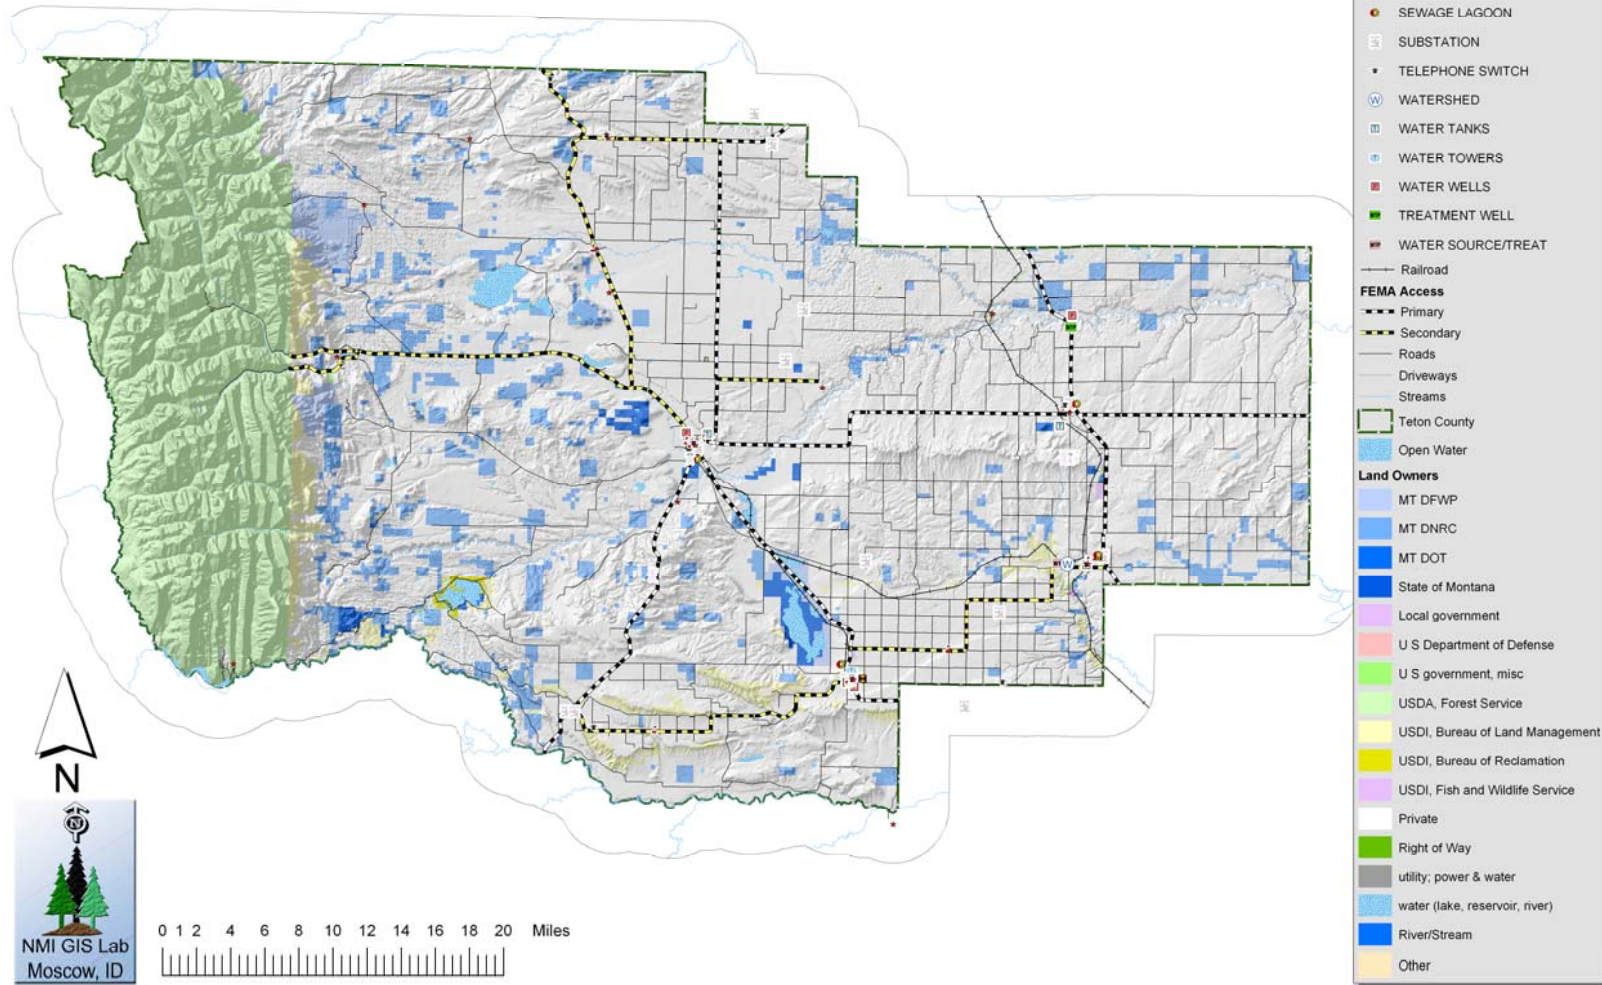 SEWAGE LAGOON
SUBSTATION
TELEPHONE SWITCH
W WATERSHED
T WATER TANKS
WATER TOWERS
WATER WELLS
TREATMENT WELL
WATER SOURCE/TREAT
Railroad
FEMA Access
Primary
Secondary
Roads
Driveways
Streams
Teton County
Open Water
Land Owners
MT DFWP
MT DNRC
MT DOT
State of Montana
Local government
U S Department of Defense
U S government, misc
USDA, Forest Service
USDI, Bureau of Land Management
USDI, Bureau of Reclamation
USDI, Fish and Wildlife Service
Private
Right of Way
utility; power & water
water (lake, reservoir, river)
River/Stream
Other
W
N
N
NMI GIS Lab
Moscow, ID
0 1 2 4 6 8 10 12 14 16 18 20 Miles